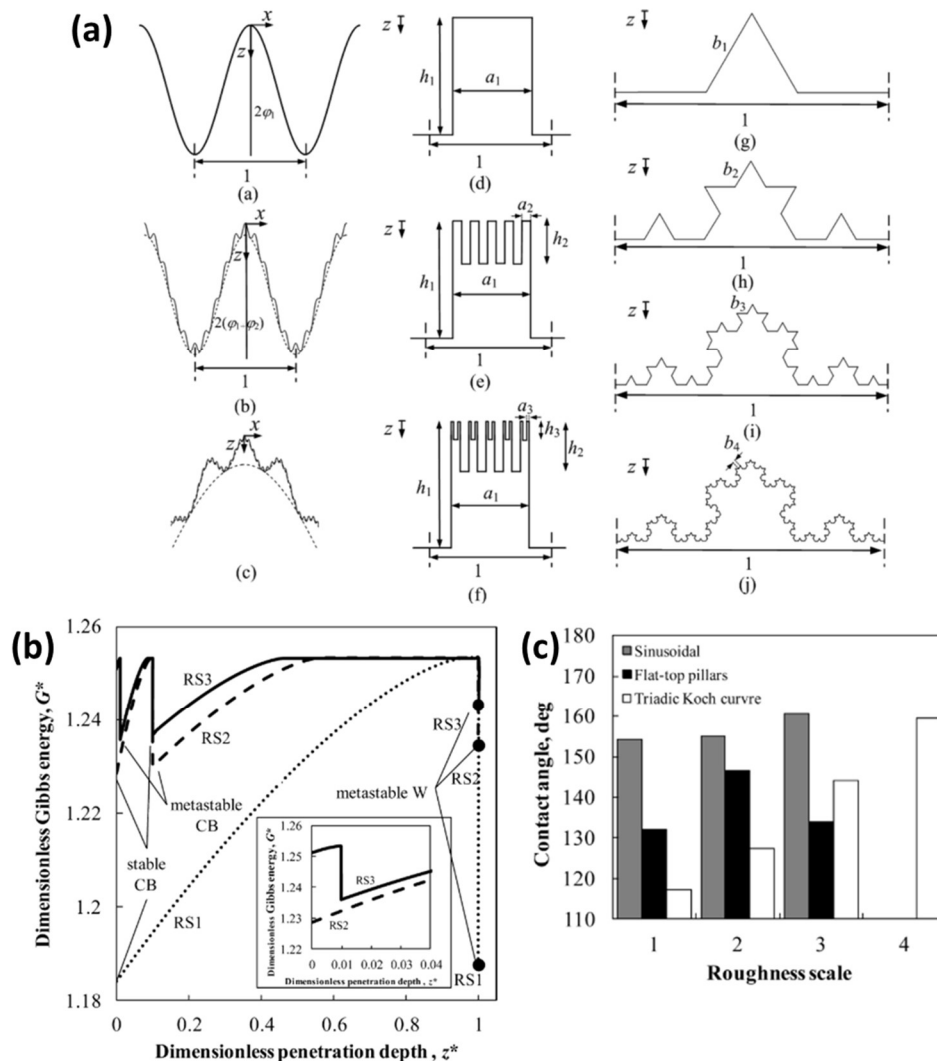 (a)
x
z
2φ1
1
(a)
x
z
2(φ1-φ2)
1
(b)
x
z
(c)
z
h1
a1
1
(d)
z
a2
h2
h1
a1
1
(e)
z
a3
h3
h2
h1
a1
1
(f)
z
b1
1
(g)
z
b2
1
(h)
z
b3
1
(i)
z
b4
1
(j)
(b)
Dimensionless Gibbs energy, G*
1.26
1.24
1.22
1.2
1.18
RS3
RS2
RS1
metastable
CB
stable
CB
metastable W
RS3
RS2
RS1
Dimensionless Gibbs energy, G*
1.26
1.25
1.24
1.23
1.22
RS3
RS2
0 0.01 0.02 0.03 0.04
Dimensionless penetration depth, z*
0 0.2 0.4 0.6 0.8 1
Dimensionless penetration depth , z*
(c)
Contact angle, deg
180
170
160
150
140
130
120
110
Sinusoidal
Flat-top pillars
Triadic Koch curvre
1 2 3 4
Roughness scale